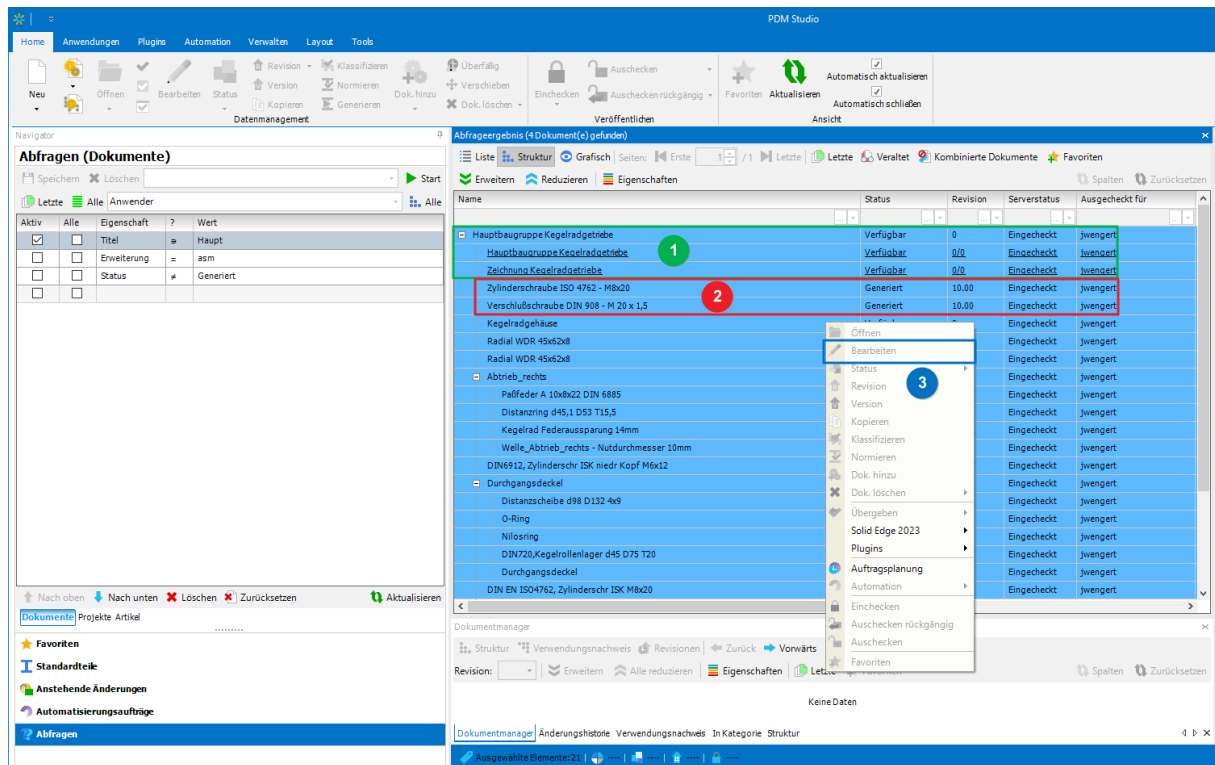 PDM Studio
Home Anwendungen Plugins Automation Verwalten Layout Tools
Neu
Öffnen
Bearbeiten
Status
Revision
Version
Kopieren
Klassifizieren
Normieren
Generieren
Dok. hinzu
Überfällig
Verschieben
Dok. löschen
Datenmanagement
Einchecken
Auschecken
Auschecken rückgängig
Veröffentlichen
Favoriten
Aktualisieren
Automatisch aktualisieren
Automatisch schließen
Ansicht
Navigator
Abfragen (Dokumente)
Speichern Löschen Start
Letzte Alle Anwender Alle
Aktiv Alle Eigenschaft ? Wert
Titel Haupt
Erweiterung = asm
Status ≠ Generiert
Nach oben Nach unten Löschen Zurücksetzen Aktualisieren
Dokumente Projekte Artikel
Favoriten
Standardteile
Anstehende Änderungen
Automatisierungsaufträge
Abfragen
Abfrageergebnis (4 Dokument(e) gefunden)
Liste Struktur Grafisch Seiten: Erste 1 / 1 Letzte Letzte Veraltet Kombinierte Dokumente Favoriten
Erweitern Reduzieren Eigenschaften Spalten Zurücksetzen
Name Status Revision Serverstatus Ausgecheckt für
Hauptbaugruppe Kegelradgetriebe Verfügbar 0 Eingecheckt jwengert
Hauptbaugruppe Kegelradgetriebe Verfügbar 0/0 Eingecheckt jwengert
1
Zeichnung Kegelradgetriebe Verfügbar 0/0 Eingecheckt jwengert
Zylinderschraube ISO 4762 - M8x20 Generiert 10.00 Eingecheckt jwengert
2
Verschlußschraube DIN 908 - M 20 x 1,5 Generiert 10.00 Eingecheckt jwengert
Kegelradgehäuse Eingecheckt jwengert
Radial WDR 45x62x8 Eingecheckt jwengert
Radial WDR 45x62x8 Eingecheckt jwengert
Abtrieb_rechts Eingecheckt jwengert
Paßfeder A 10x8x22 DIN 6885 Eingecheckt jwengert
Distanzring d45,1 D53 T15,5 Eingecheckt jwengert
Kegelrad Federaussparung 14mm Eingecheckt jwengert
Welle_Abtrieb_rechts - Nutdurchmesser 10mm Eingecheckt jwengert
DIN6912, Zylinderschr ISK niedr Kopf M6x12 Eingecheckt jwengert
Durchgangsdeckel Eingecheckt jwengert
Distanzscheibe d98 D132 4x9 Eingecheckt jwengert
O-Ring Eingecheckt jwengert
Nilosring Eingecheckt jwengert
DIN720,Kegelrollenlager d45 D75 T20 Eingecheckt jwengert
Durchgangsdeckel Eingecheckt jwengert
DIN EN ISO4762, Zylinderschr ISK M8x20 Eingecheckt jwengert
Öffnen
Bearbeiten
Status
3
Revision
Version
Kopieren
Klassifizieren
Normieren
Dok. hinzu
Dok. löschen
Übergeben
Solid Edge 2023
Plugins
Auftragsplanung
Automation
Einchecken
Auschecken rückgängig
Auschecken
Favoriten
Dokumentmanager
Struktur Verwendungsnachweis Revisionen Zurück Vorwärts
Revision: Erweitern Alle reduzieren Eigenschaften Letzte Spalten Zurücksetzen
Keine Daten
Dokumentmanager Änderungshistorie Verwendungsnachweis In Kategorie Struktur
Ausgewählte Elemente:21 ---- ---- ---- ----